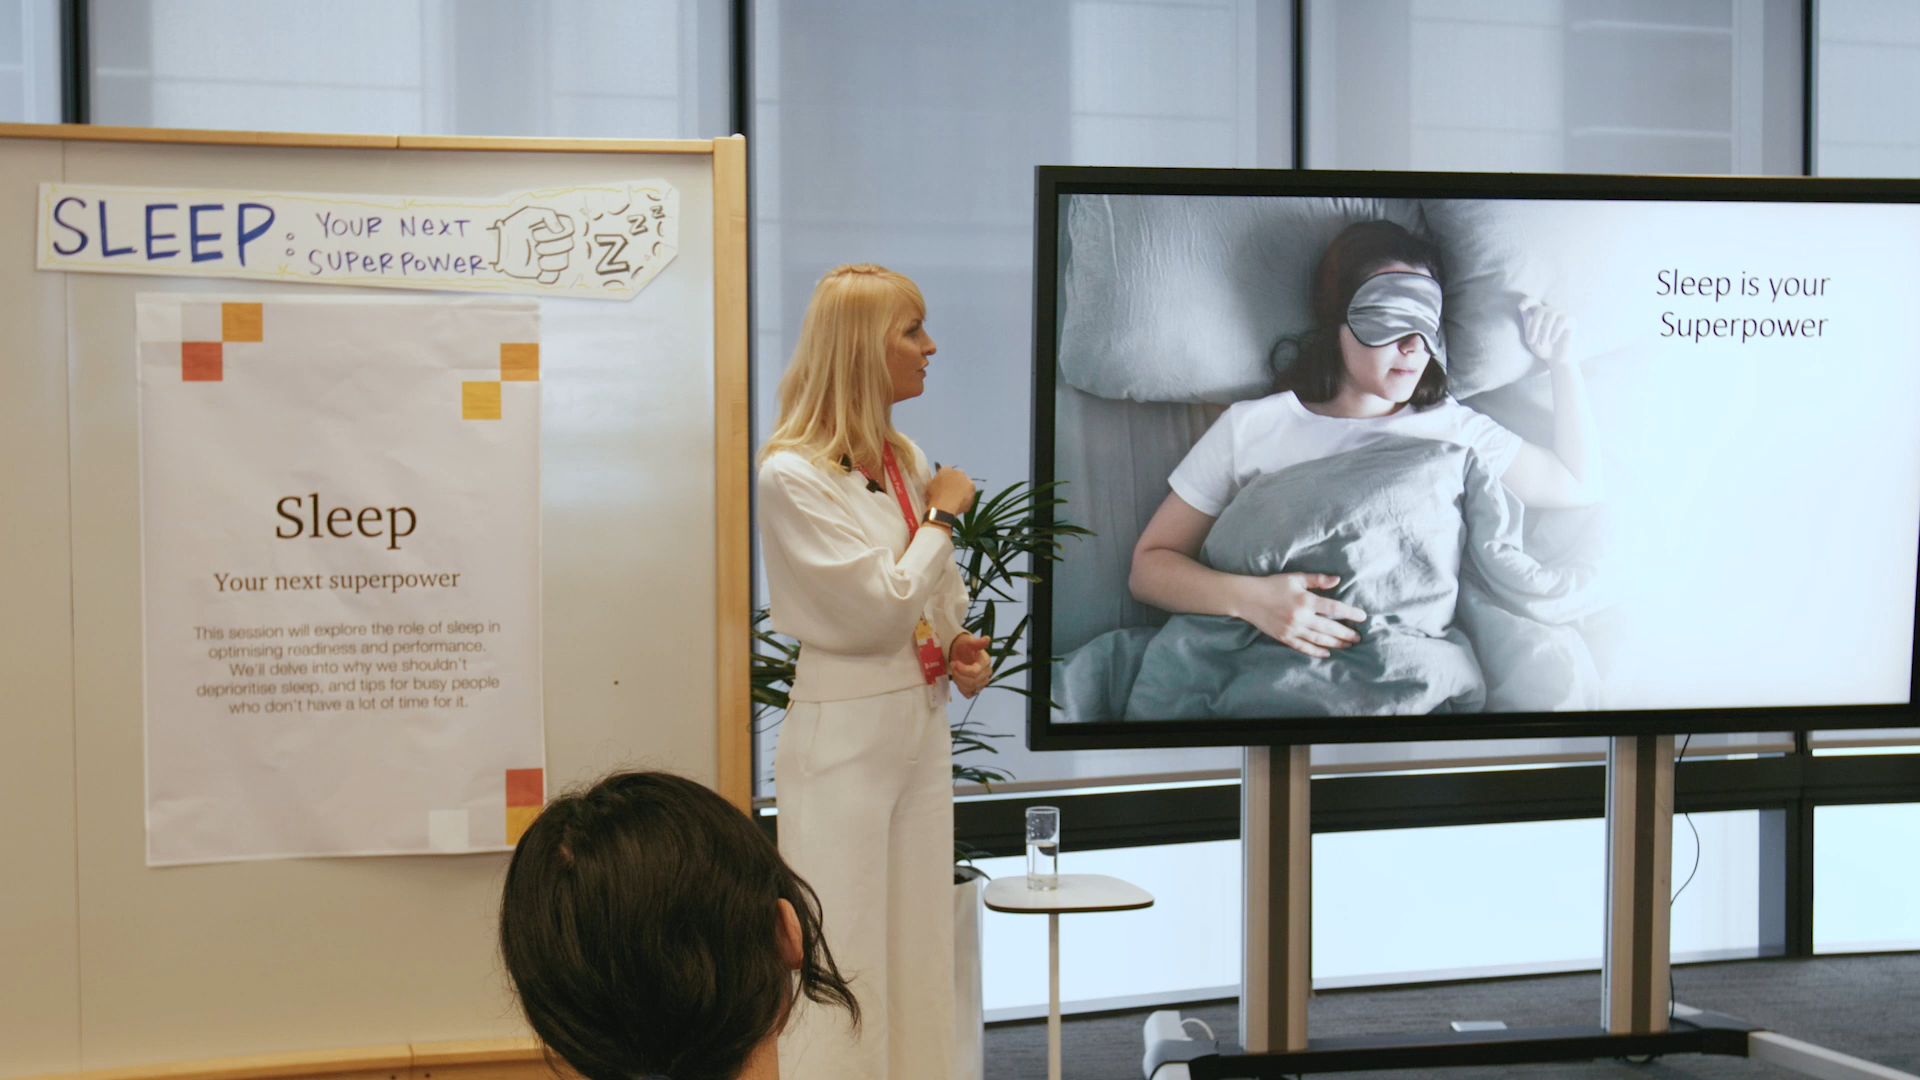 SLEEP: YOUR NEXT
SUPERPOWER
Z Z Z
Sleep
Your next superpower
This session will explore the role of sleep in
optimising readiness and performance.
We'll delve into why we shouldn't
deprioritise sleep, and tips for busy people
who don't have a lot of time for it.
Sleep is your
Superpower